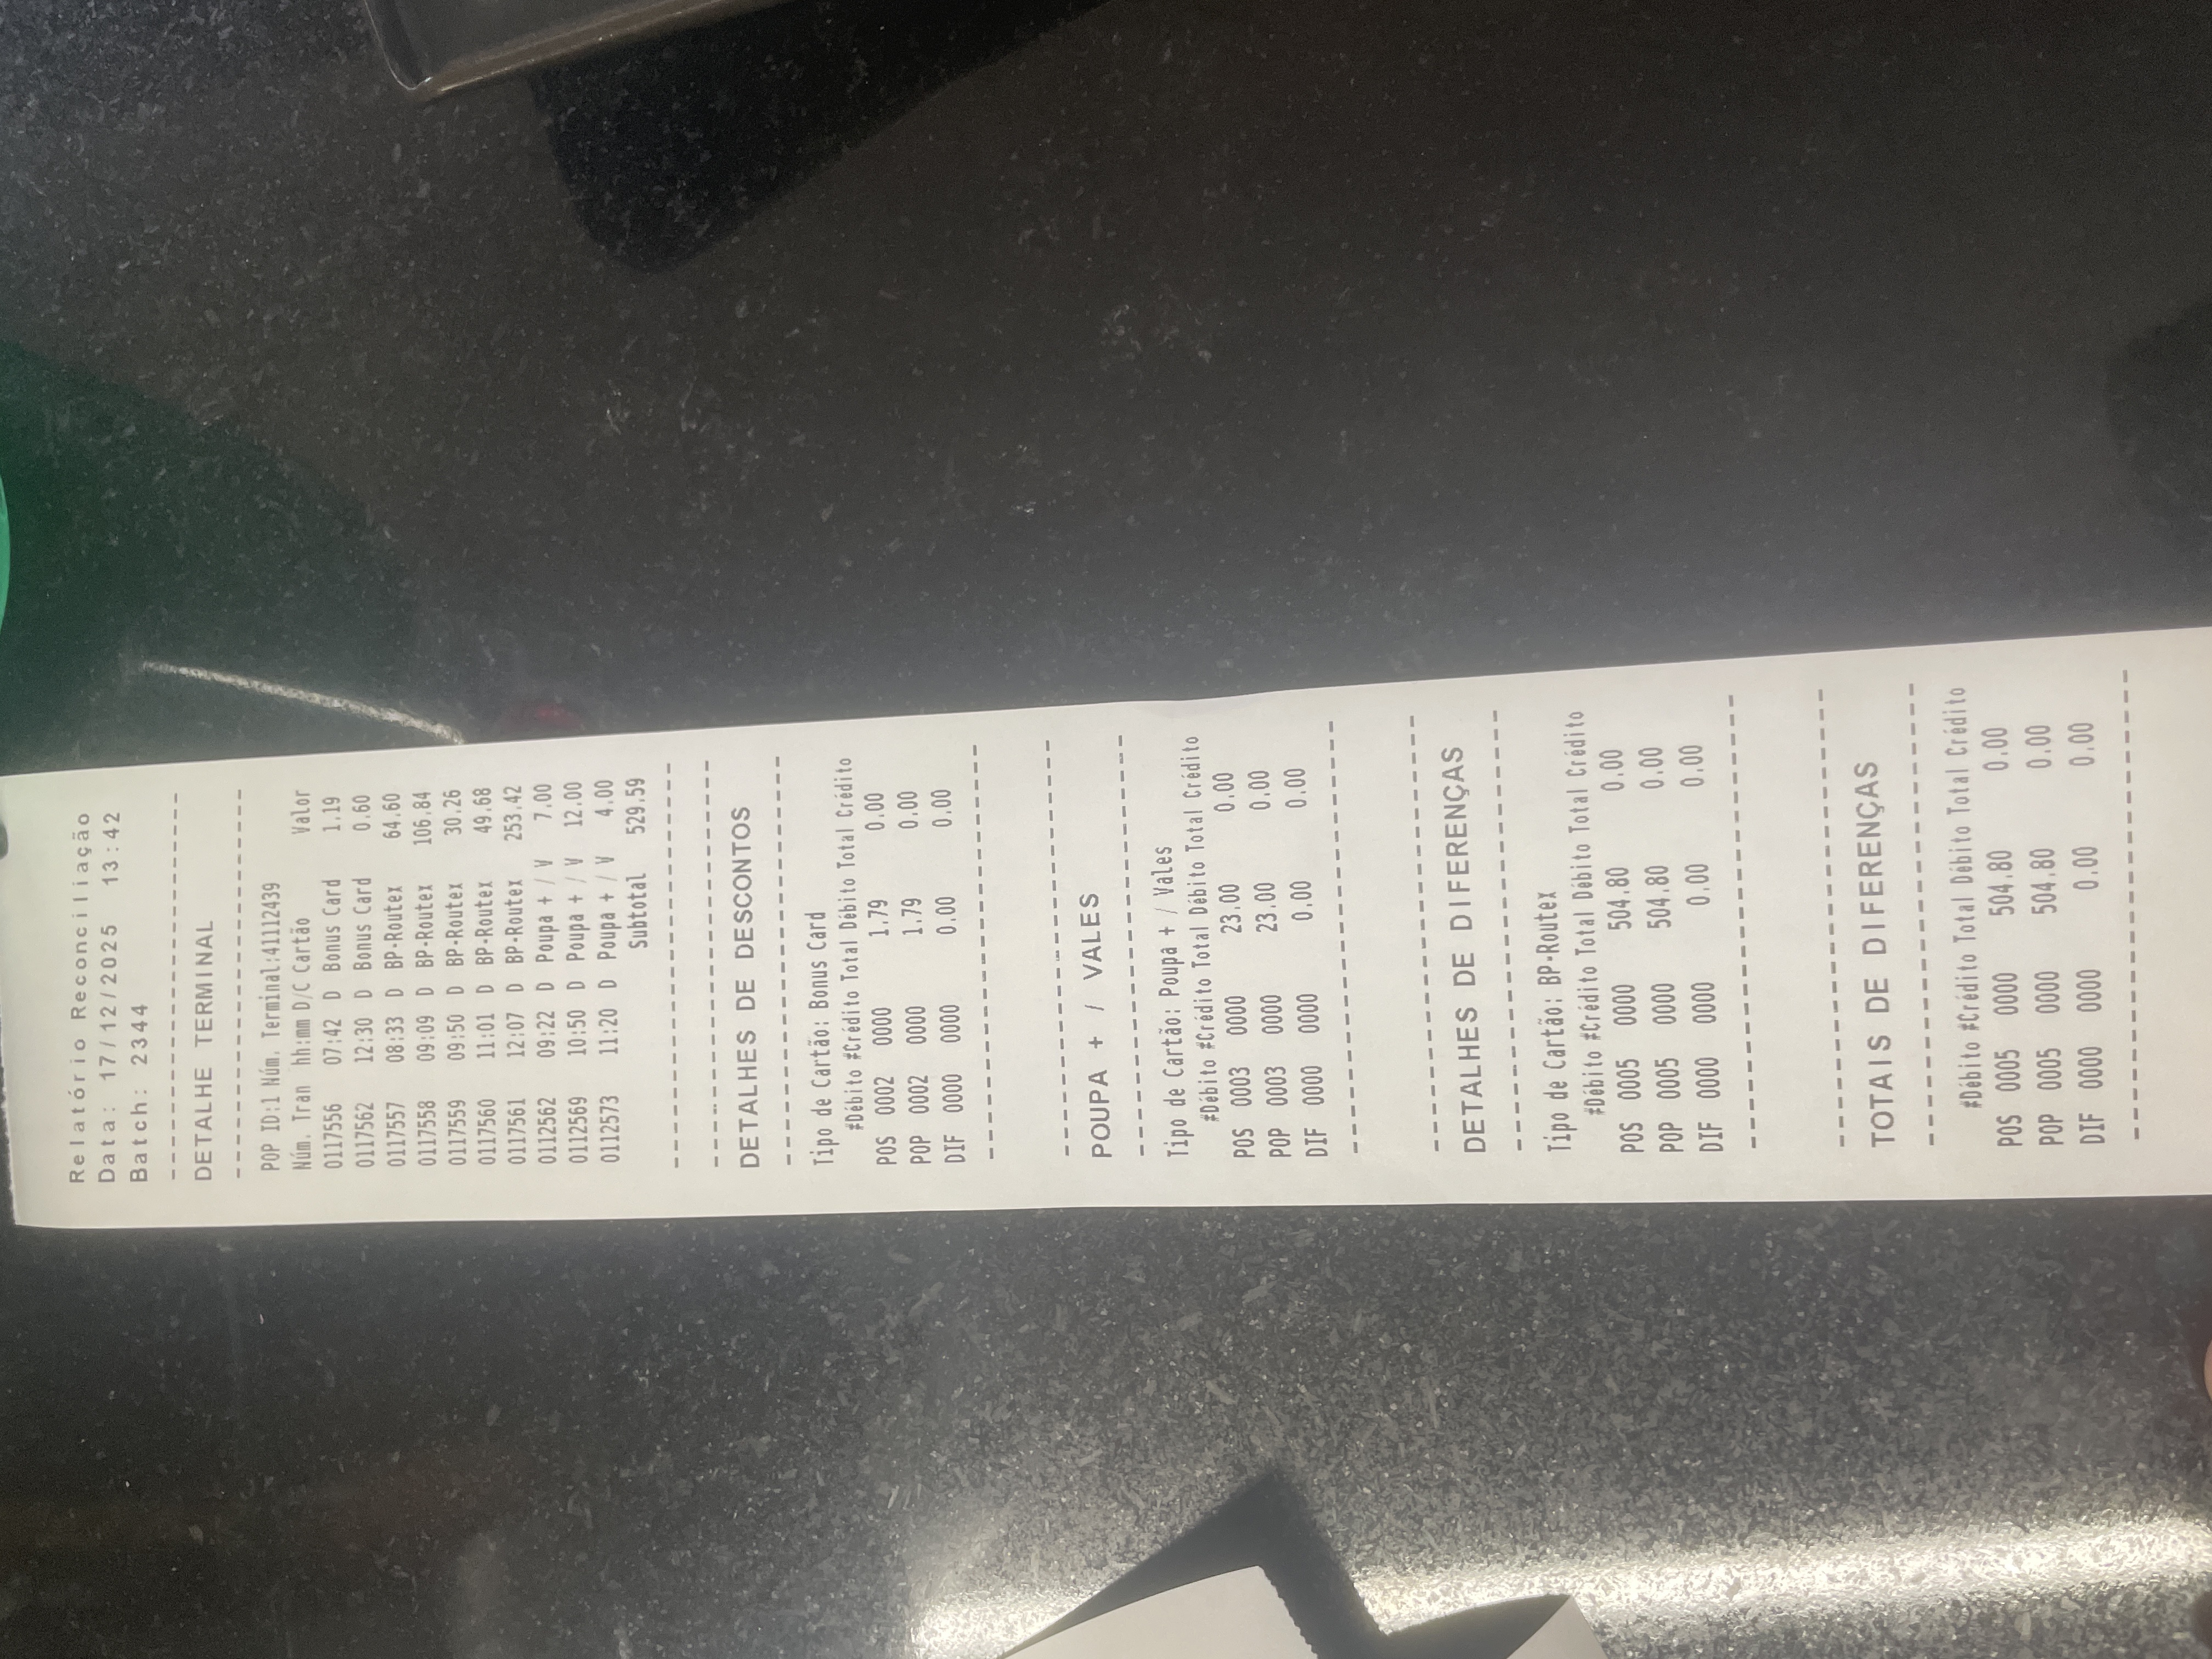 Relatório Reconciliação
Data: 17/12/2025 13:42
Batch: 2344
--------------------------
DETALHE TERMINAL
--------------------------
POP ID:1 Núm. Terminal:41112439
Núm. Tran hh:mm D/C Cartão Valor
0117556 07:42 D Bonus Card 1.19
0117562 12:30 D Bonus Card 0.60
0117557 08:33 D BP-Routex 64.60
0117558 09:09 D BP-Routex 106.84
0117559 09:50 D BP-Routex 30.26
0117560 11:01 D BP-Routex 49.68
0117561 12:07 D BP-Routex 253.42
0112562 09:22 D Poupa + / V 7.00
0112569 10:50 D Poupa + / V 12.00
0112573 11:20 D Poupa + / V 4.00
Subtotal 529.59
--------------------------
--------------------------
DETALHES DE DESCONTOS
--------------------------
Tipo de Cartão: Bonus Card
#Débito #Crédito Total Débito Total Crédito
POS 0002 0000 1.79 0.00
POP 0002 0000 1.79 0.00
DIF 0000 0000 0.00 0.00
--------------------------
--------------------------
POUPA + / VALES
--------------------------
Tipo de Cartão: Poupa + / Vales
#Débito #Crédito Total Débito Total Crédito
POS 0003 0000 23.00 0.00
POP 0003 0000 23.00 0.00
DIF 0000 0000 0.00 0.00
--------------------------
--------------------------
DETALHES DE DIFERENÇAS
--------------------------
Tipo de Cartão: BP-Routex
#Débito #Crédito Total Débito Total Crédito
POS 0005 0000 504.80 0.00
POP 0005 0000 504.80 0.00
DIF 0000 0000 0.00 0.00
--------------------------
--------------------------
TOTAIS DE DIFERENÇAS
--------------------------
#Débito #Crédito Total Débito Total Crédito
POS 0005 0000 504.80 0.00
POP 0005 0000 504.80 0.00
DIF 0000 0000 0.00 0.00
--------------------------